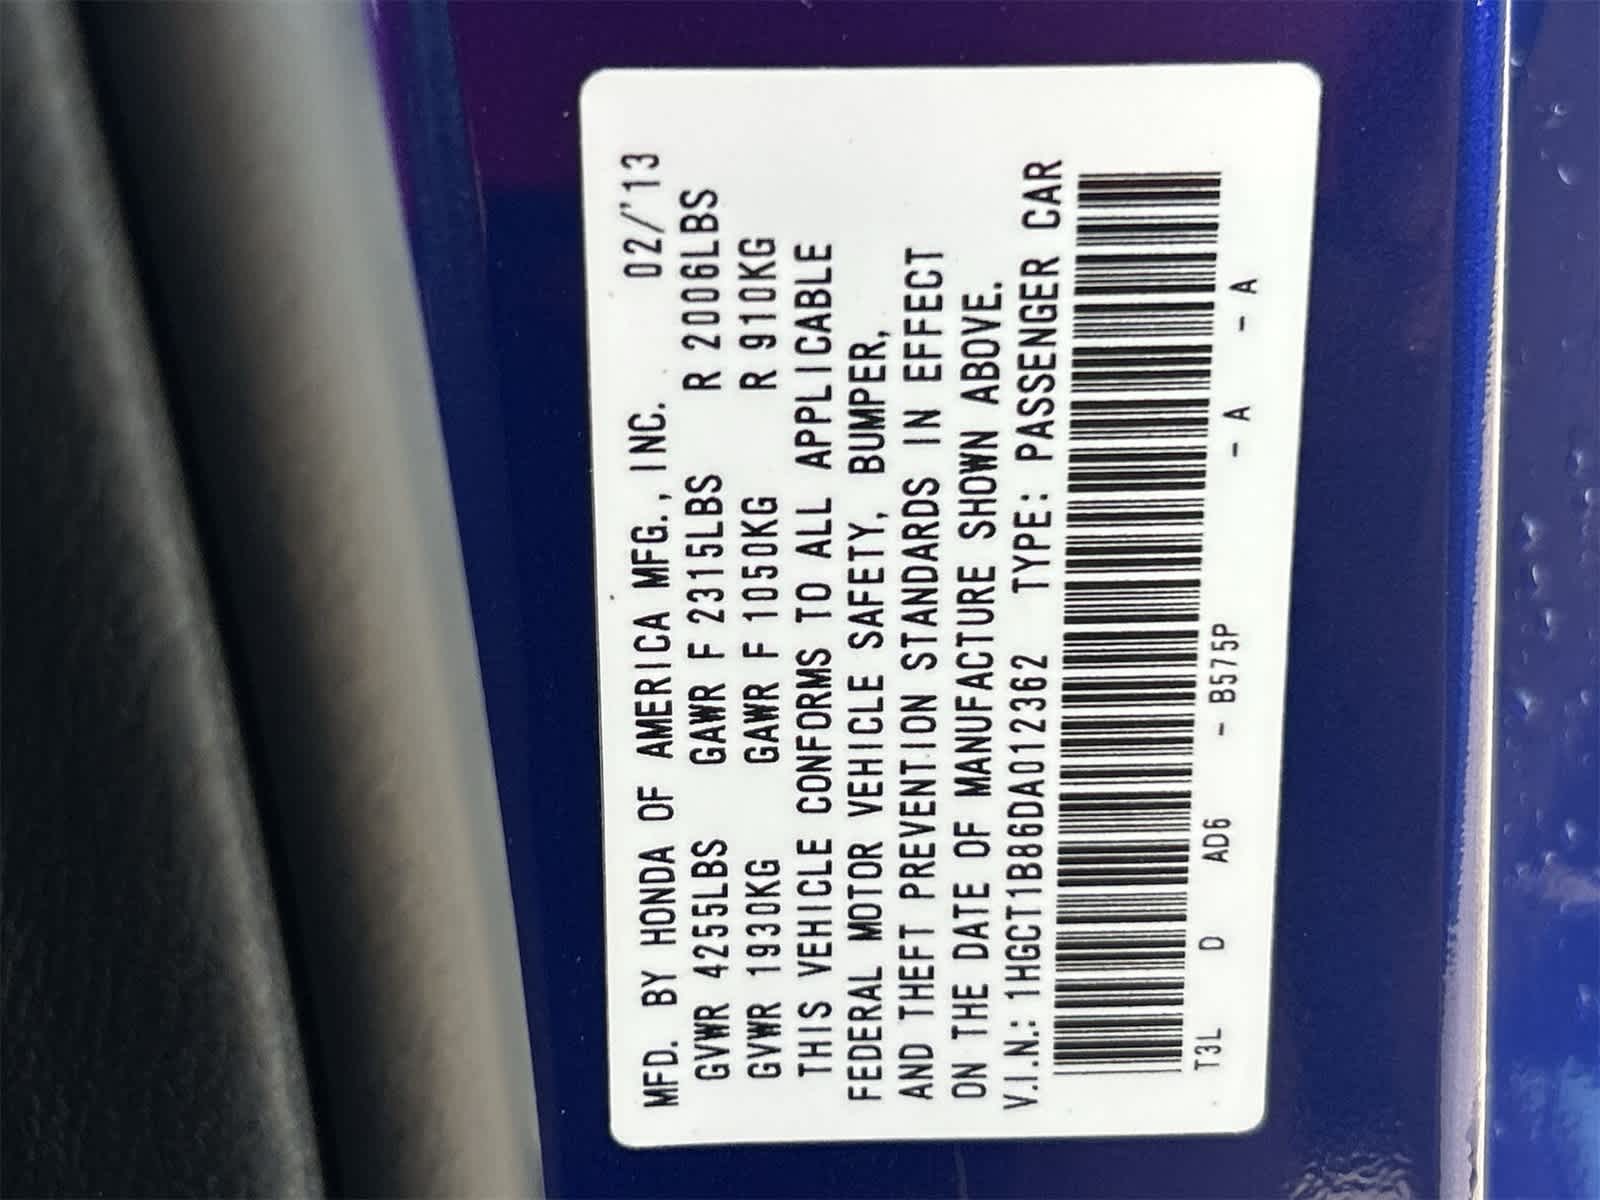 MFD. BY HONDA OF AMERICA MFG., INC. 02/'13
GVWR 4255LBS GAWR F 2315LBS R 2006LBS
GVWR 1930KG GAWR F 1050KG R 910KG
THIS VEHICLE CONFORMS TO ALL APPLICABLE
FEDERAL MOTOR VEHICLE SAFETY, BUMPER,
AND THEFT PREVENTION STANDARDS IN EFFECT
ON THE DATE OF MANUFACTURE SHOWN ABOVE.
V.I.N.: 1HGCT1B86DA012362 TYPE: PASSENGER CAR
T3L D AD6 - B575P - A - A